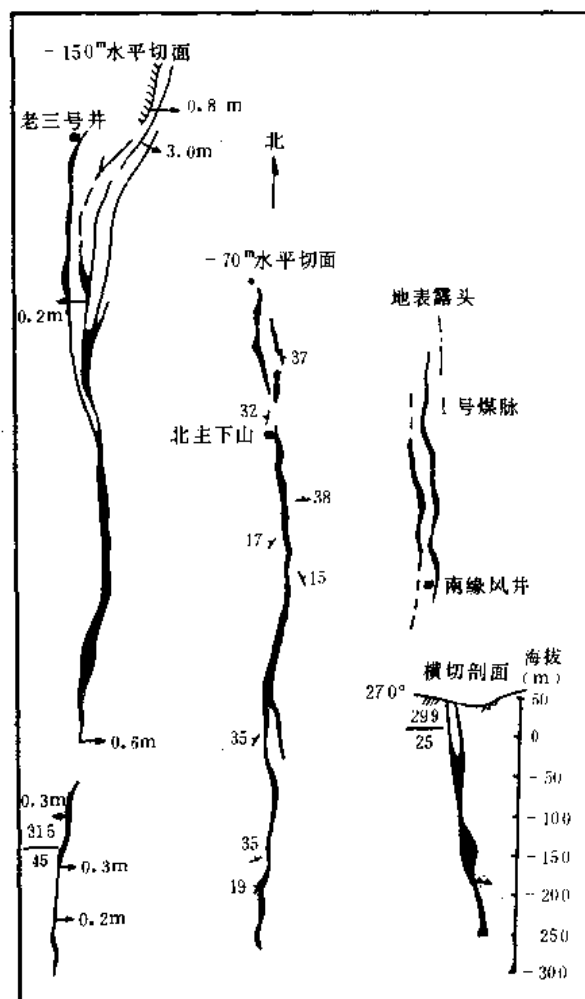 -150m水平切面
老三号井
0.8 m
3.0m
0.2m
0.6m
0.3m
316
45
0.3m
0.2m
北
-70m水平切面
37
32
北主下山
38
17
15
35
35
19
地表露头
1号煤脉
南缘风井
横切剖面
海拔
(m)
270°
299
25
50
0
-50
-100
-150
-200
250
-300